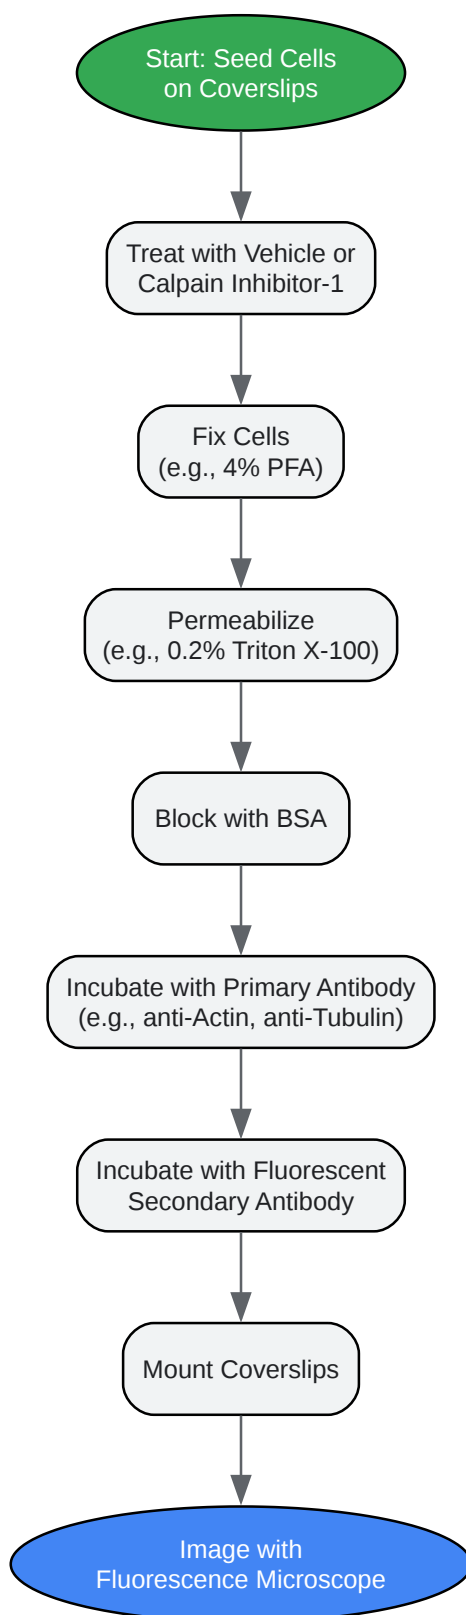 Start: Seed Cells
on Coverslips
Treat with Vehicle or
Calpain Inhibitor-1
Fix Cells
(e.g., 4% PFA)
Permeabilize
(e.g., 0.2% Triton X-100)
Block with BSA
Incubate with Primary Antibody
(e.g., anti-Actin, anti-Tubulin)
Incubate with Fluorescent
Secondary Antibody
Mount Coverslips
Image with
Fluorescence Microscope